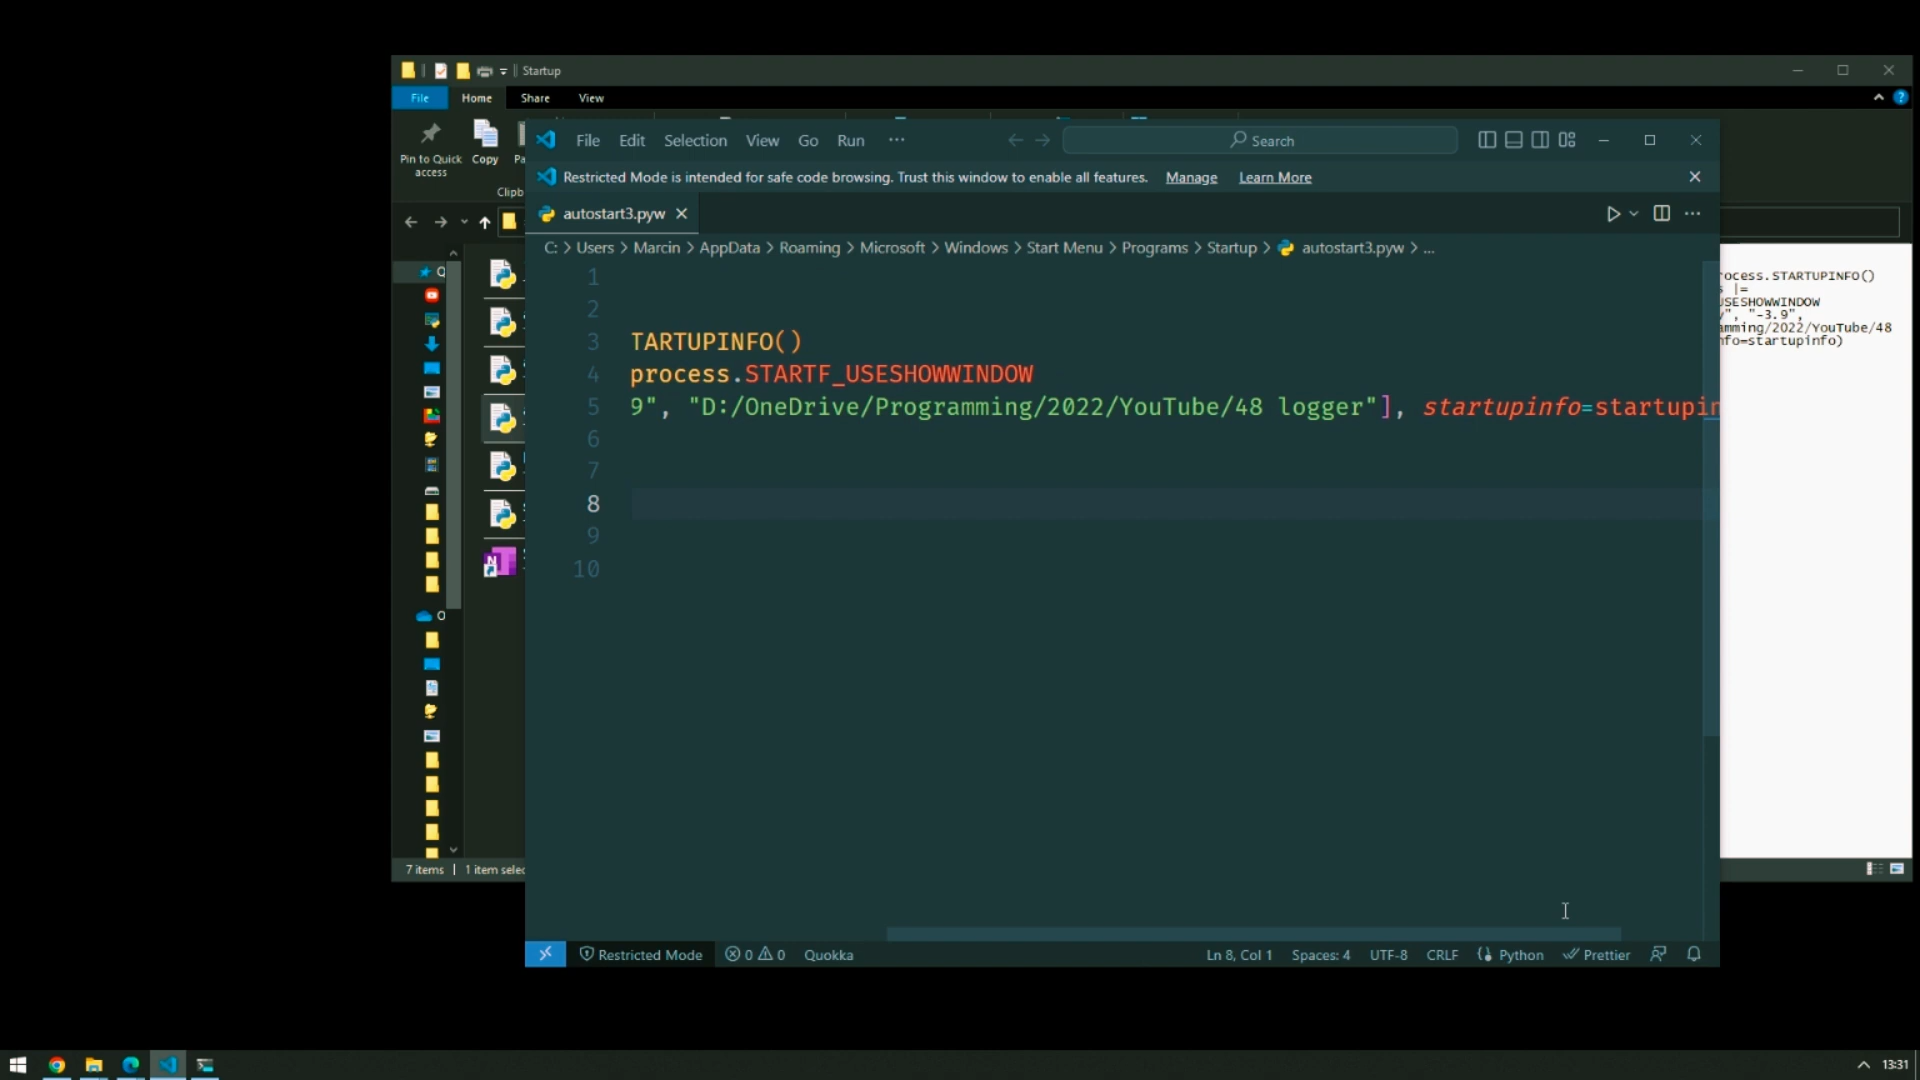 Startup
File Home Share View
Pin to Quick access
Copy
Pa
Clipb
File Edit Selection View Go Run ···
Search
Restricted Mode is intended for safe code browsing. Trust this window to enable all features. Manage Learn More
autostart3.pyw
C: > Users > Marcin > AppData > Roaming > Microsoft > Windows > Start Menu > Programs > Startup > autostart3.pyw > ...
1
2
3 TARTUPINFO()
4 process.STARTF_USESHOWWINDOW
5 9", "D:/OneDrive/Programming/2022/YouTube/48 logger"], startupinfo=startupin
6
7
8
9
10
ocess.STARTUPINFO()
|=
USESHOWWINDOW
", "-3.9",
mming/2022/YouTube/48
nfo=startupinfo)
7 items 1 item selec
Restricted Mode 0 0 Quokka Ln 8, Col 1 Spaces: 4 UTF-8 CRLF Python Prettier
13:31